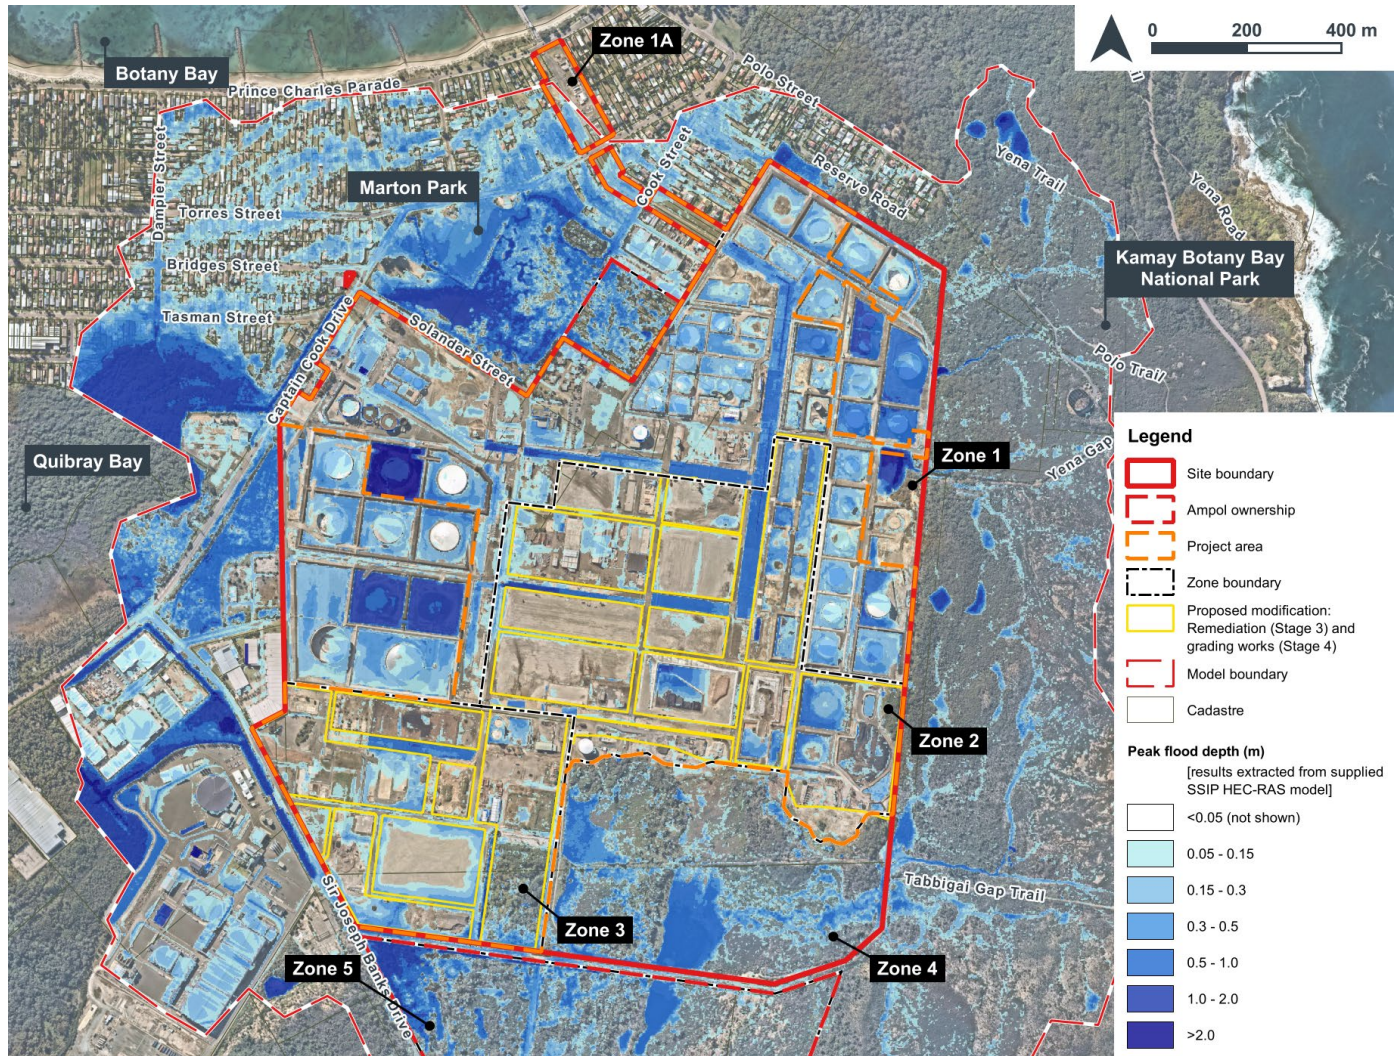 Zone 1A
0 200 400 m
Botany Bay
Prince Charles Parade
Polo Street
Dampier Street
Marton Park
Cook Street
Reserve Road
Yena Trail
Yena Road
Torres Street
Bridges Street
Tasman Street
Captain Cook Drive
Solander Street
Kamay Botany Bay
National Park
Polo Trail
Yena Gap
Quibray Bay
Zone 1
Zone 2
Tabbigai Gap Trail
Zone 3
Zone 4
Zone 5
Sir Joseph Banks Drive
Legend
Site boundary
Ampol ownership
Project area
Zone boundary
Proposed modification:
Remediation (Stage 3) and
grading works (Stage 4)
Model boundary
Cadastre
Peak flood depth (m)
[results extracted from supplied
SSIP HEC-RAS model]
<0.05 (not shown)
0.05 - 0.15
0.15 - 0.3
0.3 - 0.5
0.5 - 1.0
1.0 - 2.0
>2.0